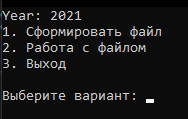 Year: 2021
1. Сформировать файл
2. Работа с файлом
3. Выход
Выберите вариант: